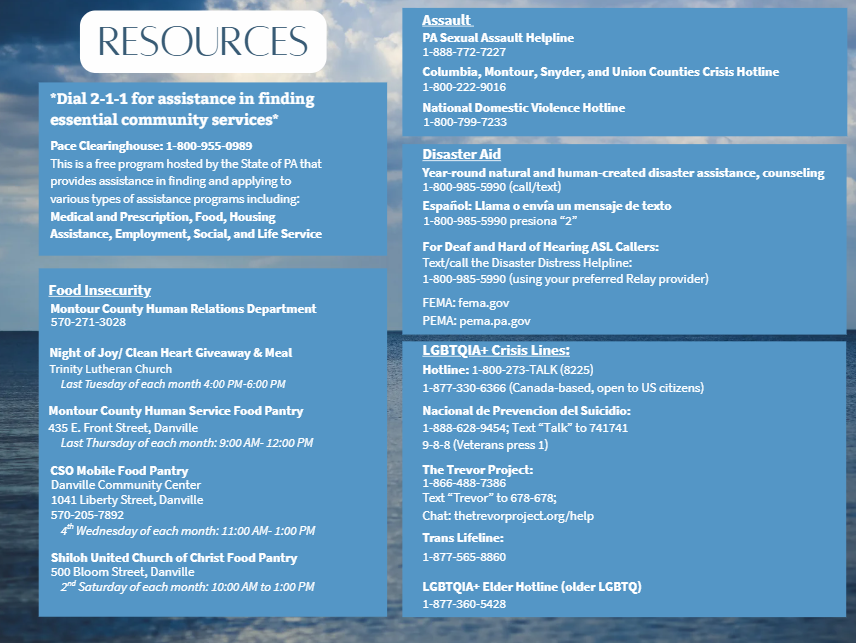 RESOURCES
*Dial 2-1-1 for assistance in finding
essential community services*
Pace Clearinghouse: 1-800-955-0989
This is a free program hosted by the State of PA that
provides assistance in finding and applying to
various types of assistance programs including:
Medical and Prescription, Food, Housing
Assistance, Employment, Social, and Life Service
Food Insecurity
Montour County Human Relations Department
570-271-3028
Night of Joy/ Clean Heart Giveaway & Meal
Trinity Lutheran Church
Last Tuesday of each month 4:00 PM-6:00 PM
Montour County Human Service Food Pantry
435 E. Front Street, Danville
Last Thursday of each month: 9:00 AM- 12:00 PM
CSO Mobile Food Pantry
Danville Community Center
1041 Liberty Street, Danville
570-205-7892
4th Wednesday of each month: 11:00 AM- 1:00 PM
Shiloh United Church of Christ Food Pantry
500 Bloom Street, Danville
2nd Saturday of each month: 10:00 AM to 1:00 PM
Assault
PA Sexual Assault Helpline
1-888-772-7227
Columbia, Montour, Snyder, and Union Counties Crisis Hotline
1-800-222-9016
National Domestic Violence Hotline
1-800-799-7233
Disaster Aid
Year-round natural and human-created disaster assistance, counseling
1-800-985-5990 (call/text)
Español: Llama o envía un mensaje de texto
1-800-985-5990 presiona “2”
For Deaf and Hard of Hearing ASL Callers:
Text/call the Disaster Distress Helpline:
1-800-985-5990 (using your preferred Relay provider)
FEMA: fema.gov
PEMA: pema.pa.gov
LGBTQIA+ Crisis Lines:
Hotline: 1-800-273-TALK (8225)
1-877-330-6366 (Canada-based, open to US citizens)
Nacional de Prevencion del Suicidio:
1-888-628-9454; Text “Talk” to 741741
9-8-8 (Veterans press 1)
The Trevor Project:
1-866-488-7386
Text “Trevor” to 678-678;
Chat: thetrevorproject.org/help
Trans Lifeline:
1-877-565-8860
LGBTQIA+ Elder Hotline (older LGBTQ)
1-877-360-5428